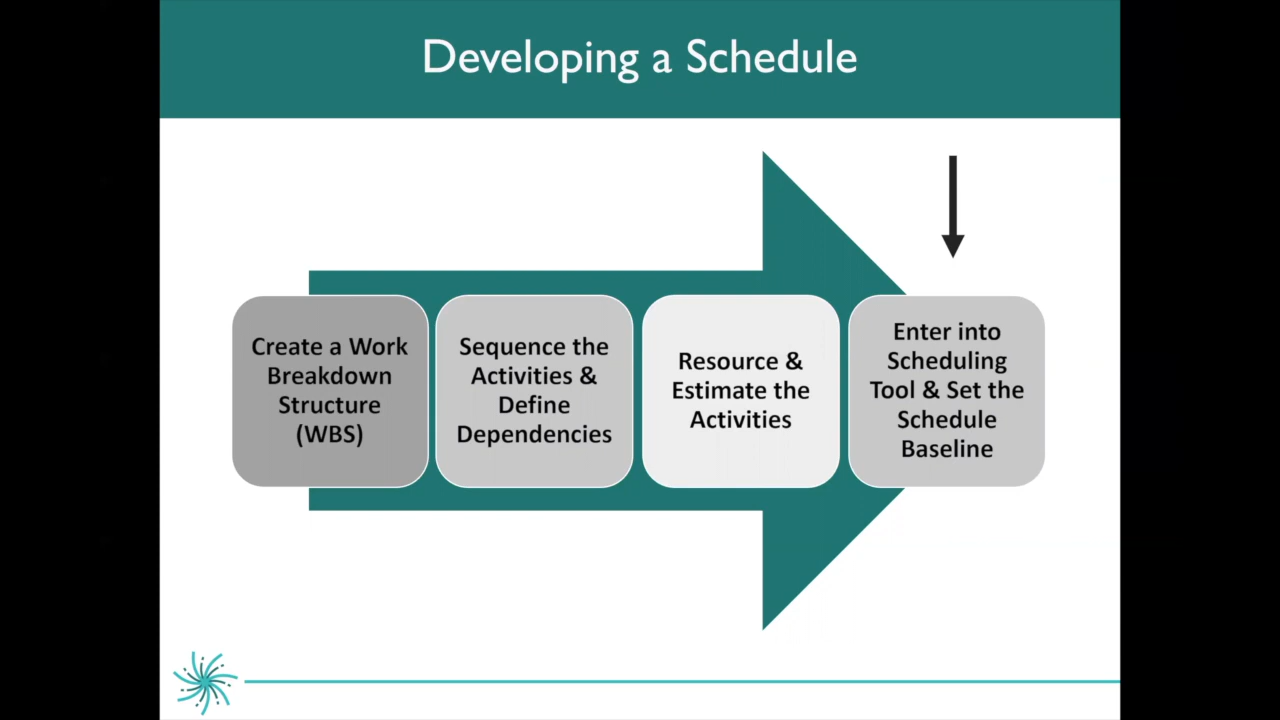 Developing a Schedule
Create a Work
Breakdown
Structure
(WBS)
Sequence the
Activities &
Define
Dependencies
Resource &
Estimate the
Activities
Enter into
Scheduling
Tool & Set the
Schedule
Baseline